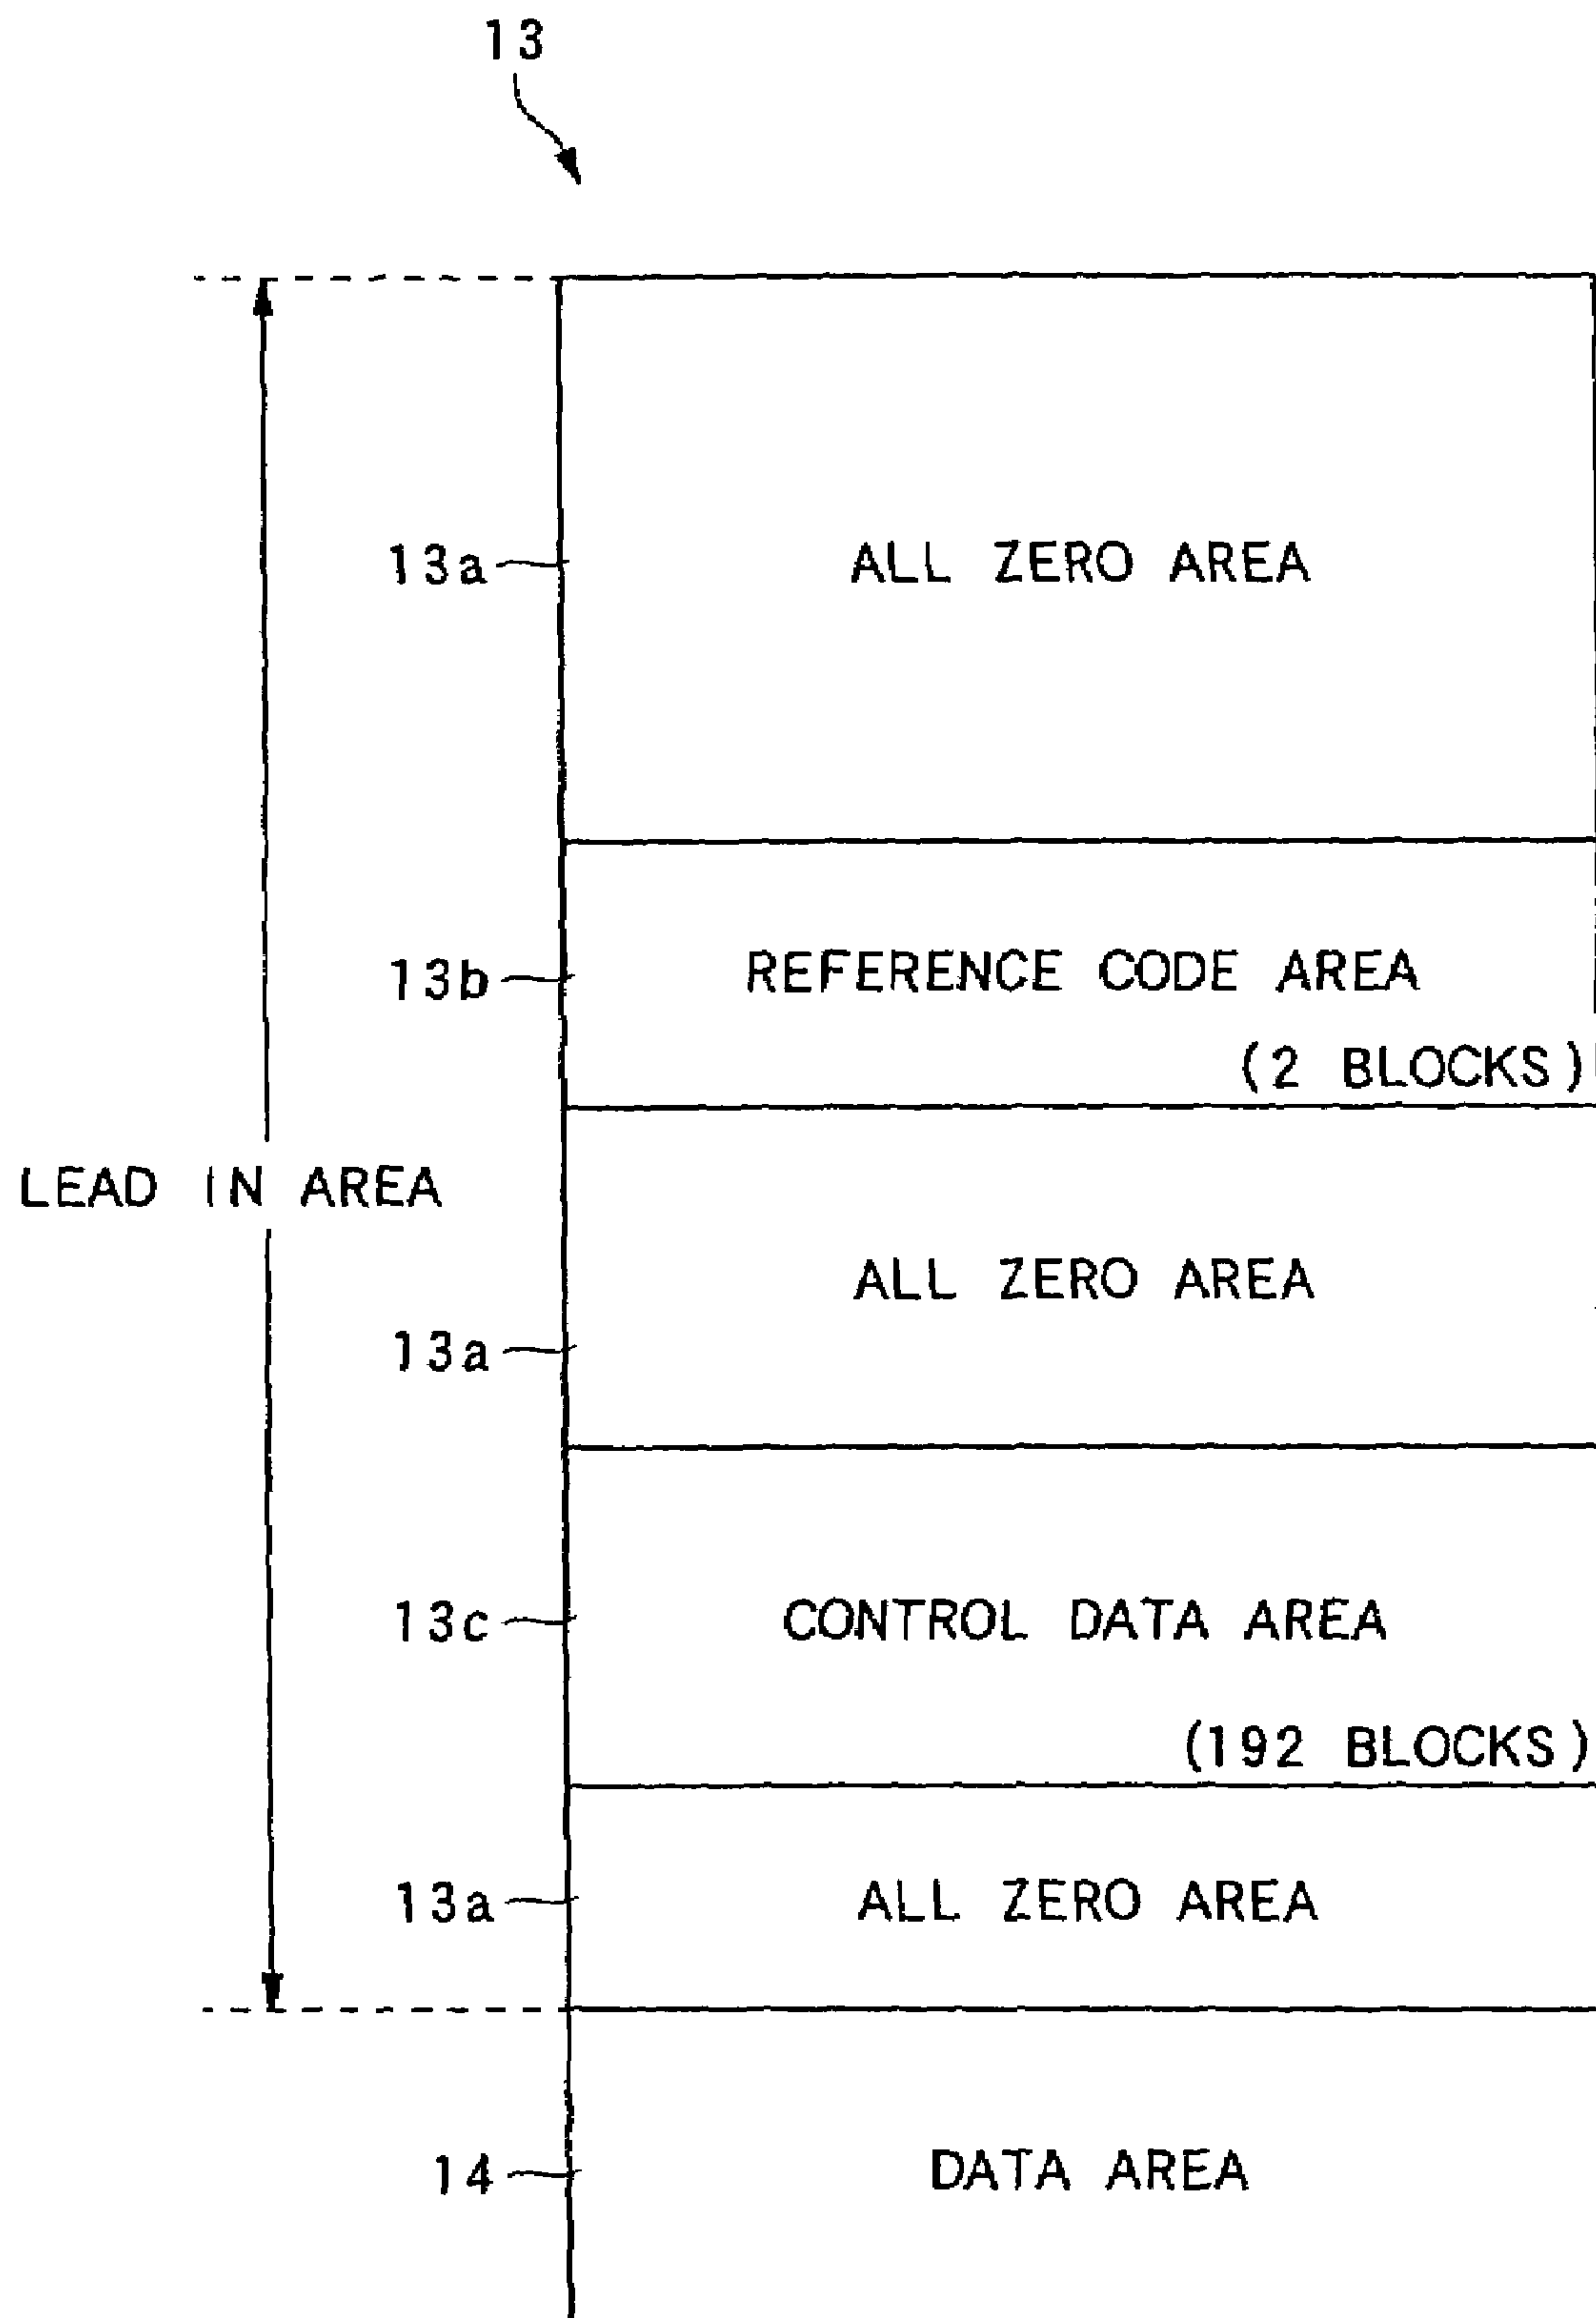 13
13a ALL ZERO AREA
13b REFERENCE CODE AREA
(2 BLOCKS)
LEAD IN AREA
ALL ZERO AREA
13a
13c CONTROL DATA AREA
(192 BLOCKS)
13a ALL ZERO AREA
14 DATA AREA